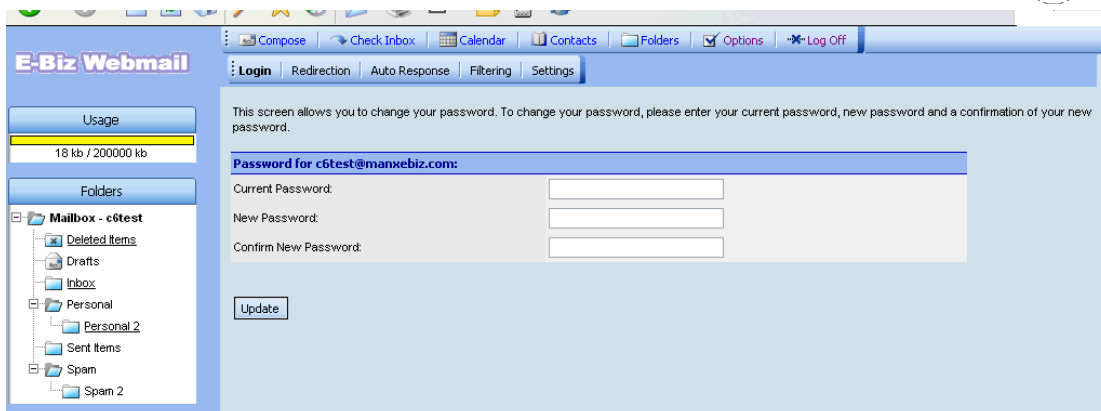 Compose Check Inbox Calendar Contacts Folders Options Log Off
E-Biz Webmail
Login Redirection Auto Response Filtering Settings
Usage
18 kb / 200000 kb
Folders
Mailbox - c6test
Deleted Items
Drafts
Inbox
Personal
Personal 2
Sent Items
Spam
Spam 2
This screen allows you to change your password. To change your password, please enter your current password, new password and a confirmation of your new
password.
Password for c6test@manxebiz.com:
Current Password:
New Password:
Confirm New Password:
Update